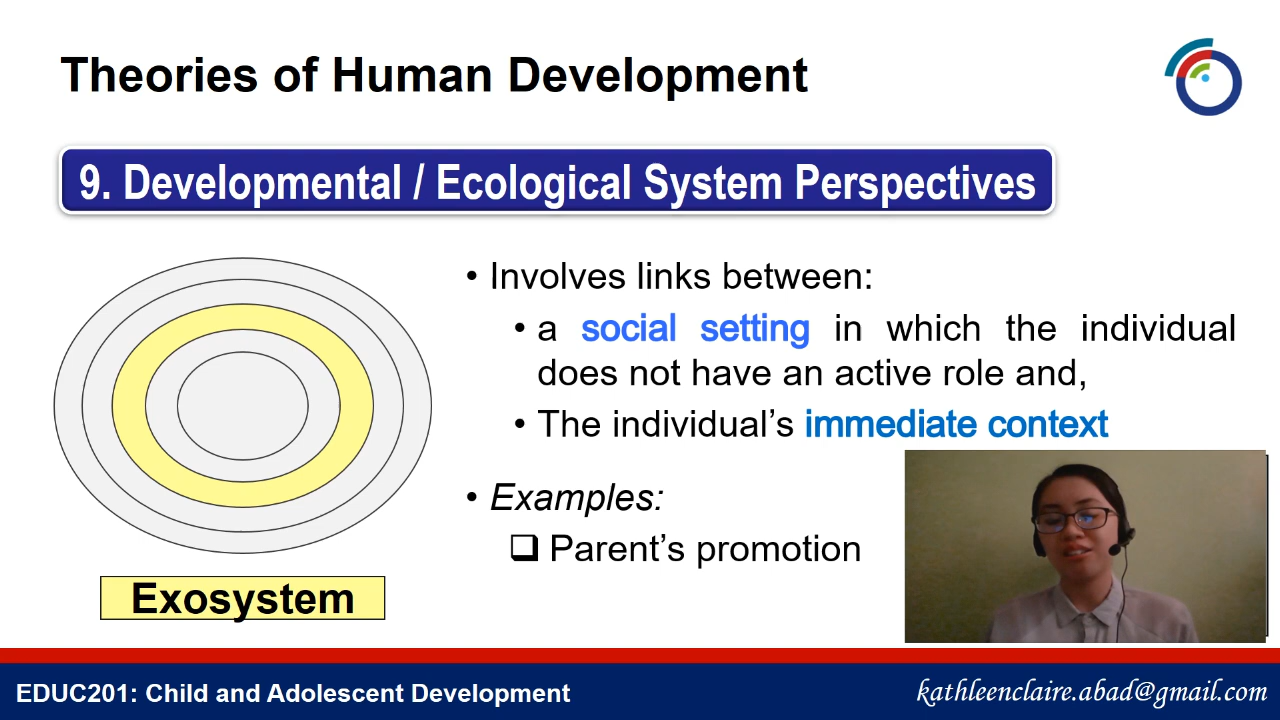 Theories of Human Development
9. Developmental / Ecological System Perspectives
• Involves links between:
• a social setting in which the individual
does not have an active role and,
• The individual’s immediate context
• Examples:
❑ Parent’s promotion
Exosystem
EDUC201: Child and Adolescent Development
kathleenclaire.abad@gmail.com